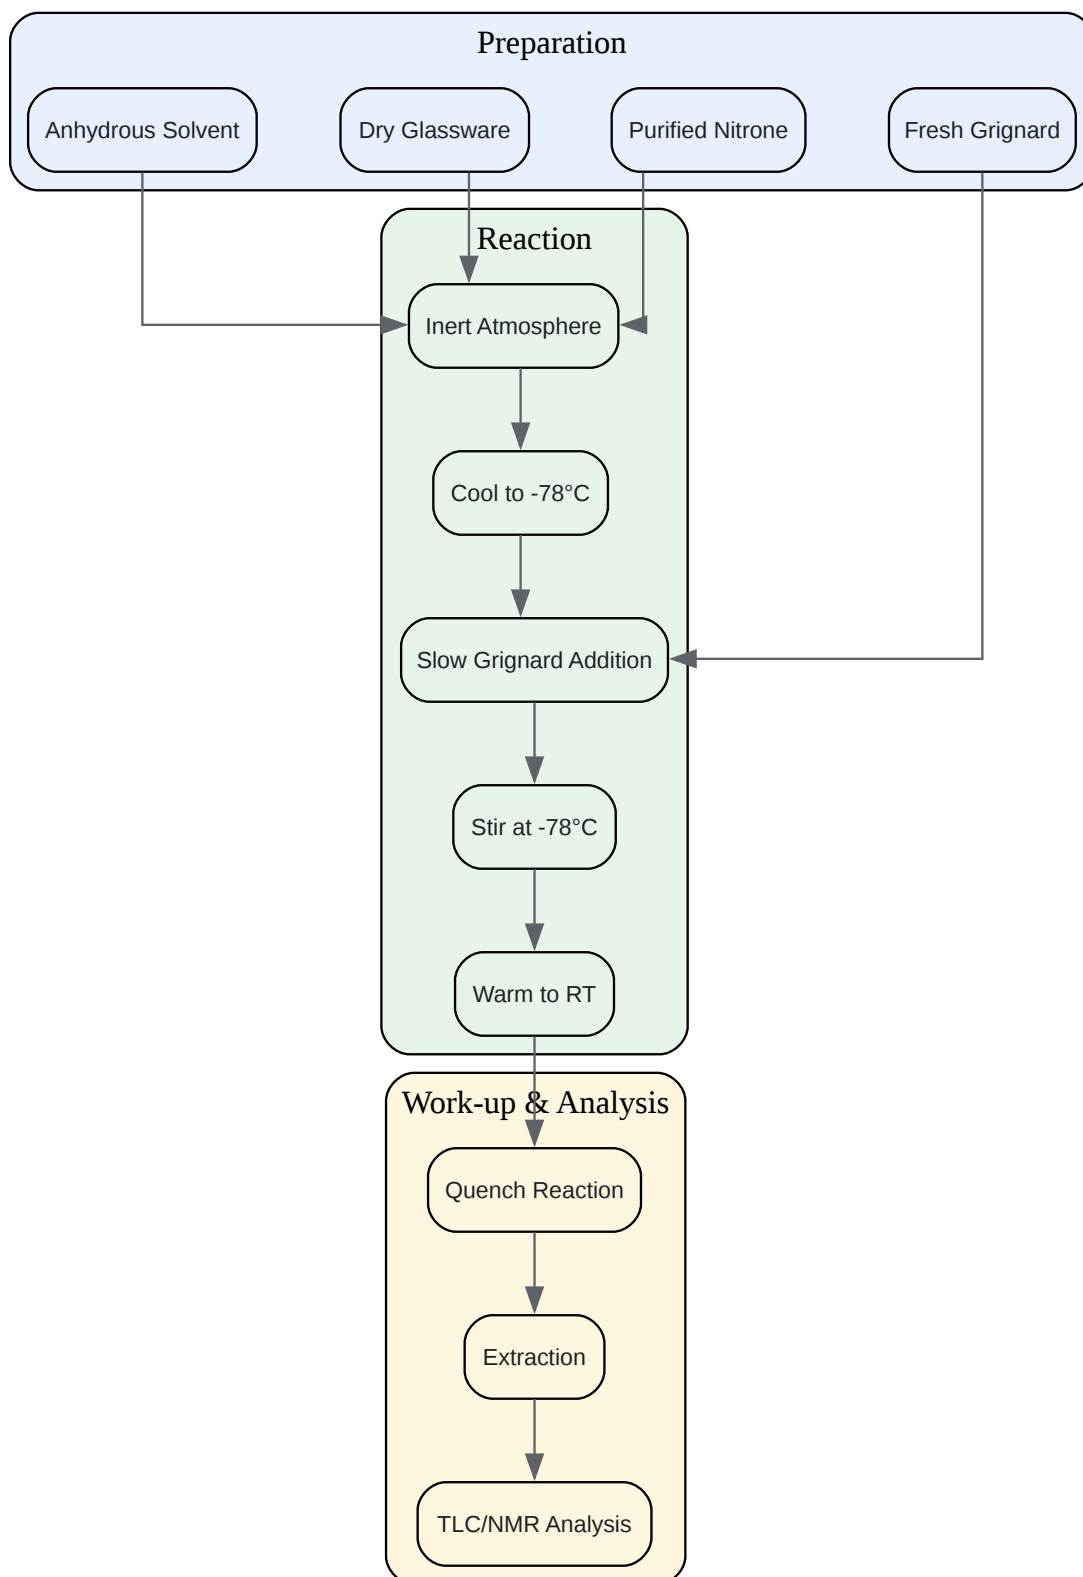 Preparation
Anhydrous Solvent
Dry Glassware
Purified Nitrone
Fresh Grignard
Reaction
Inert Atmosphere
Cool to -78°C
Slow Grignard Addition
Stir at -78°C
Warm to RT
Work-up & Analysis
Quench Reaction
Extraction
TLC/NMR Analysis